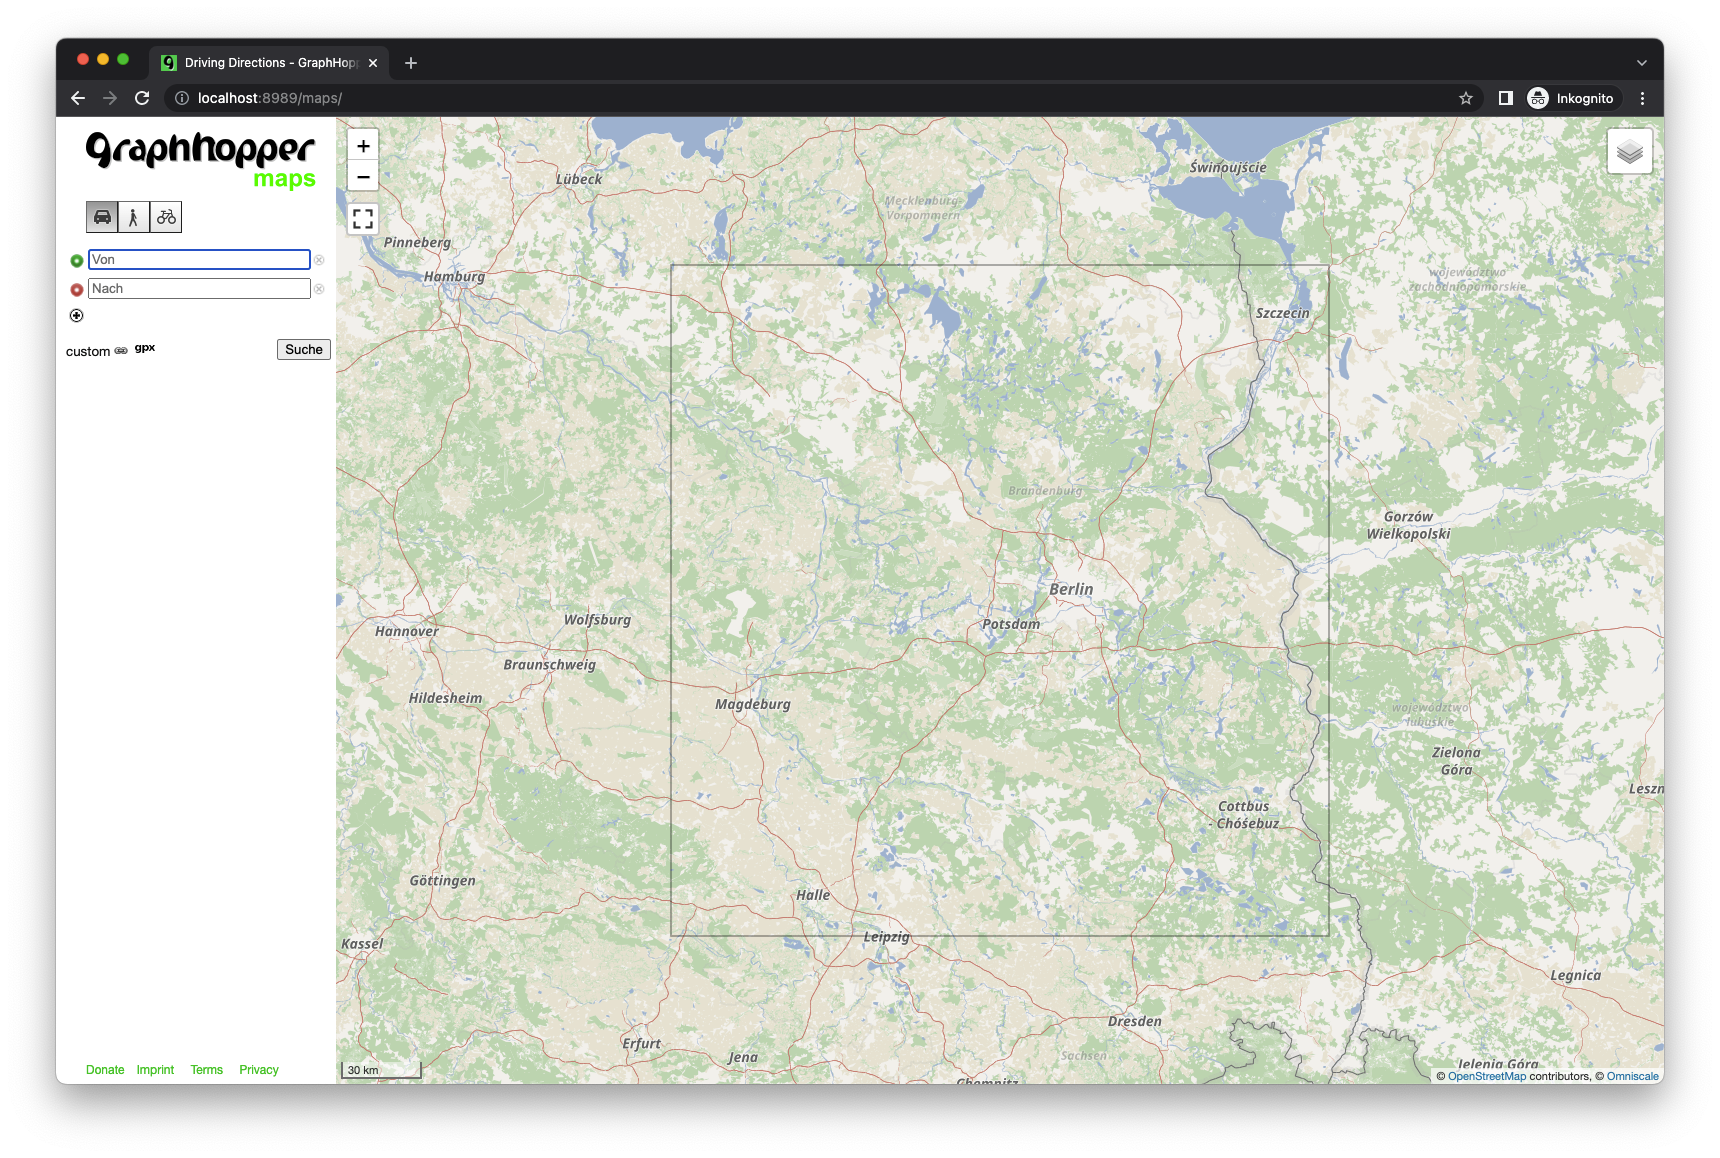 Driving Directions - GraphHopp
localhost:8989/maps/
Inkognito
graphhopper
maps
Von
Nach
custom
gpx
Suche
Donate
Imprint
Terms
Privacy
+
−
Lübeck
Świnoujście
Mecklenburg-
Vorpommern
Pinneberg
Hamburg
województwo
zachodniopomorskie
Szczecin
Brandenburg
Gorzów
Wielkopolski
Berlin
Potsdam
Wolfsburg
Hannover
Braunschweig
Hildesheim
Magdeburg
województwo
lubuskie
Zielona
Góra
Leszn
Cottbus
- Chóśebuz
Göttingen
Halle
Kassel
Leipzig
Legnica
Dresden
Erfurt
Jena
Sachsen
Jelenia Góra
Chemnitz
30 km
© OpenStreetMap contributors, © Omniscale